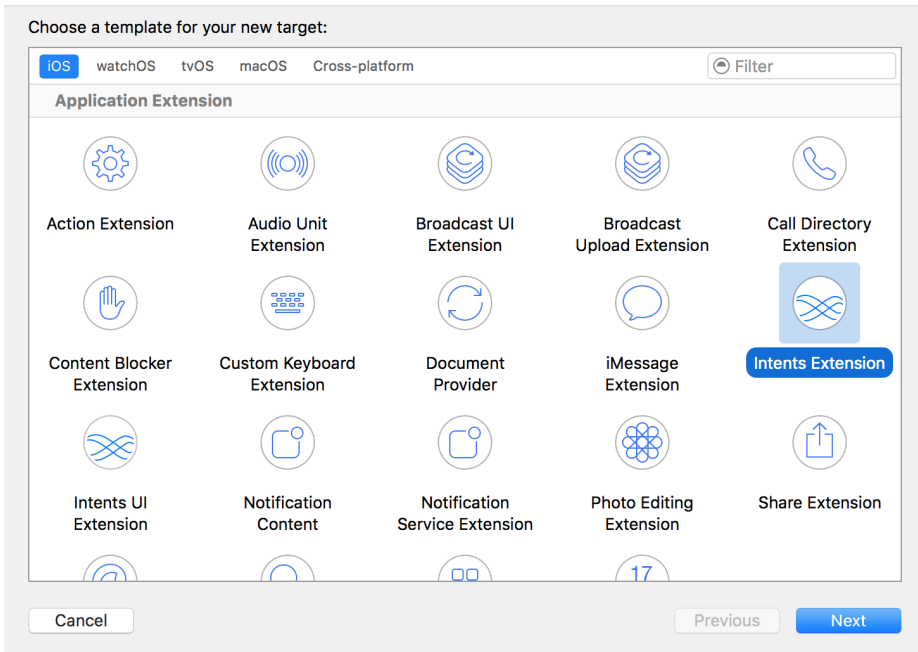 Choose a template for your new target:
iOS watchOS tvOS macOS Cross-platform Filter
Application Extension
Action Extension
Audio Unit
Extension
Broadcast UI
Extension
Broadcast
Upload Extension
Call Directory
Extension
Content Blocker
Extension
Custom Keyboard
Extension
Document
Provider
iMessage
Extension
Intents Extension
Intents UI
Extension
Notification
Content
Notification
Service Extension
Photo Editing
Extension
Share Extension
17
Cancel Previous Next